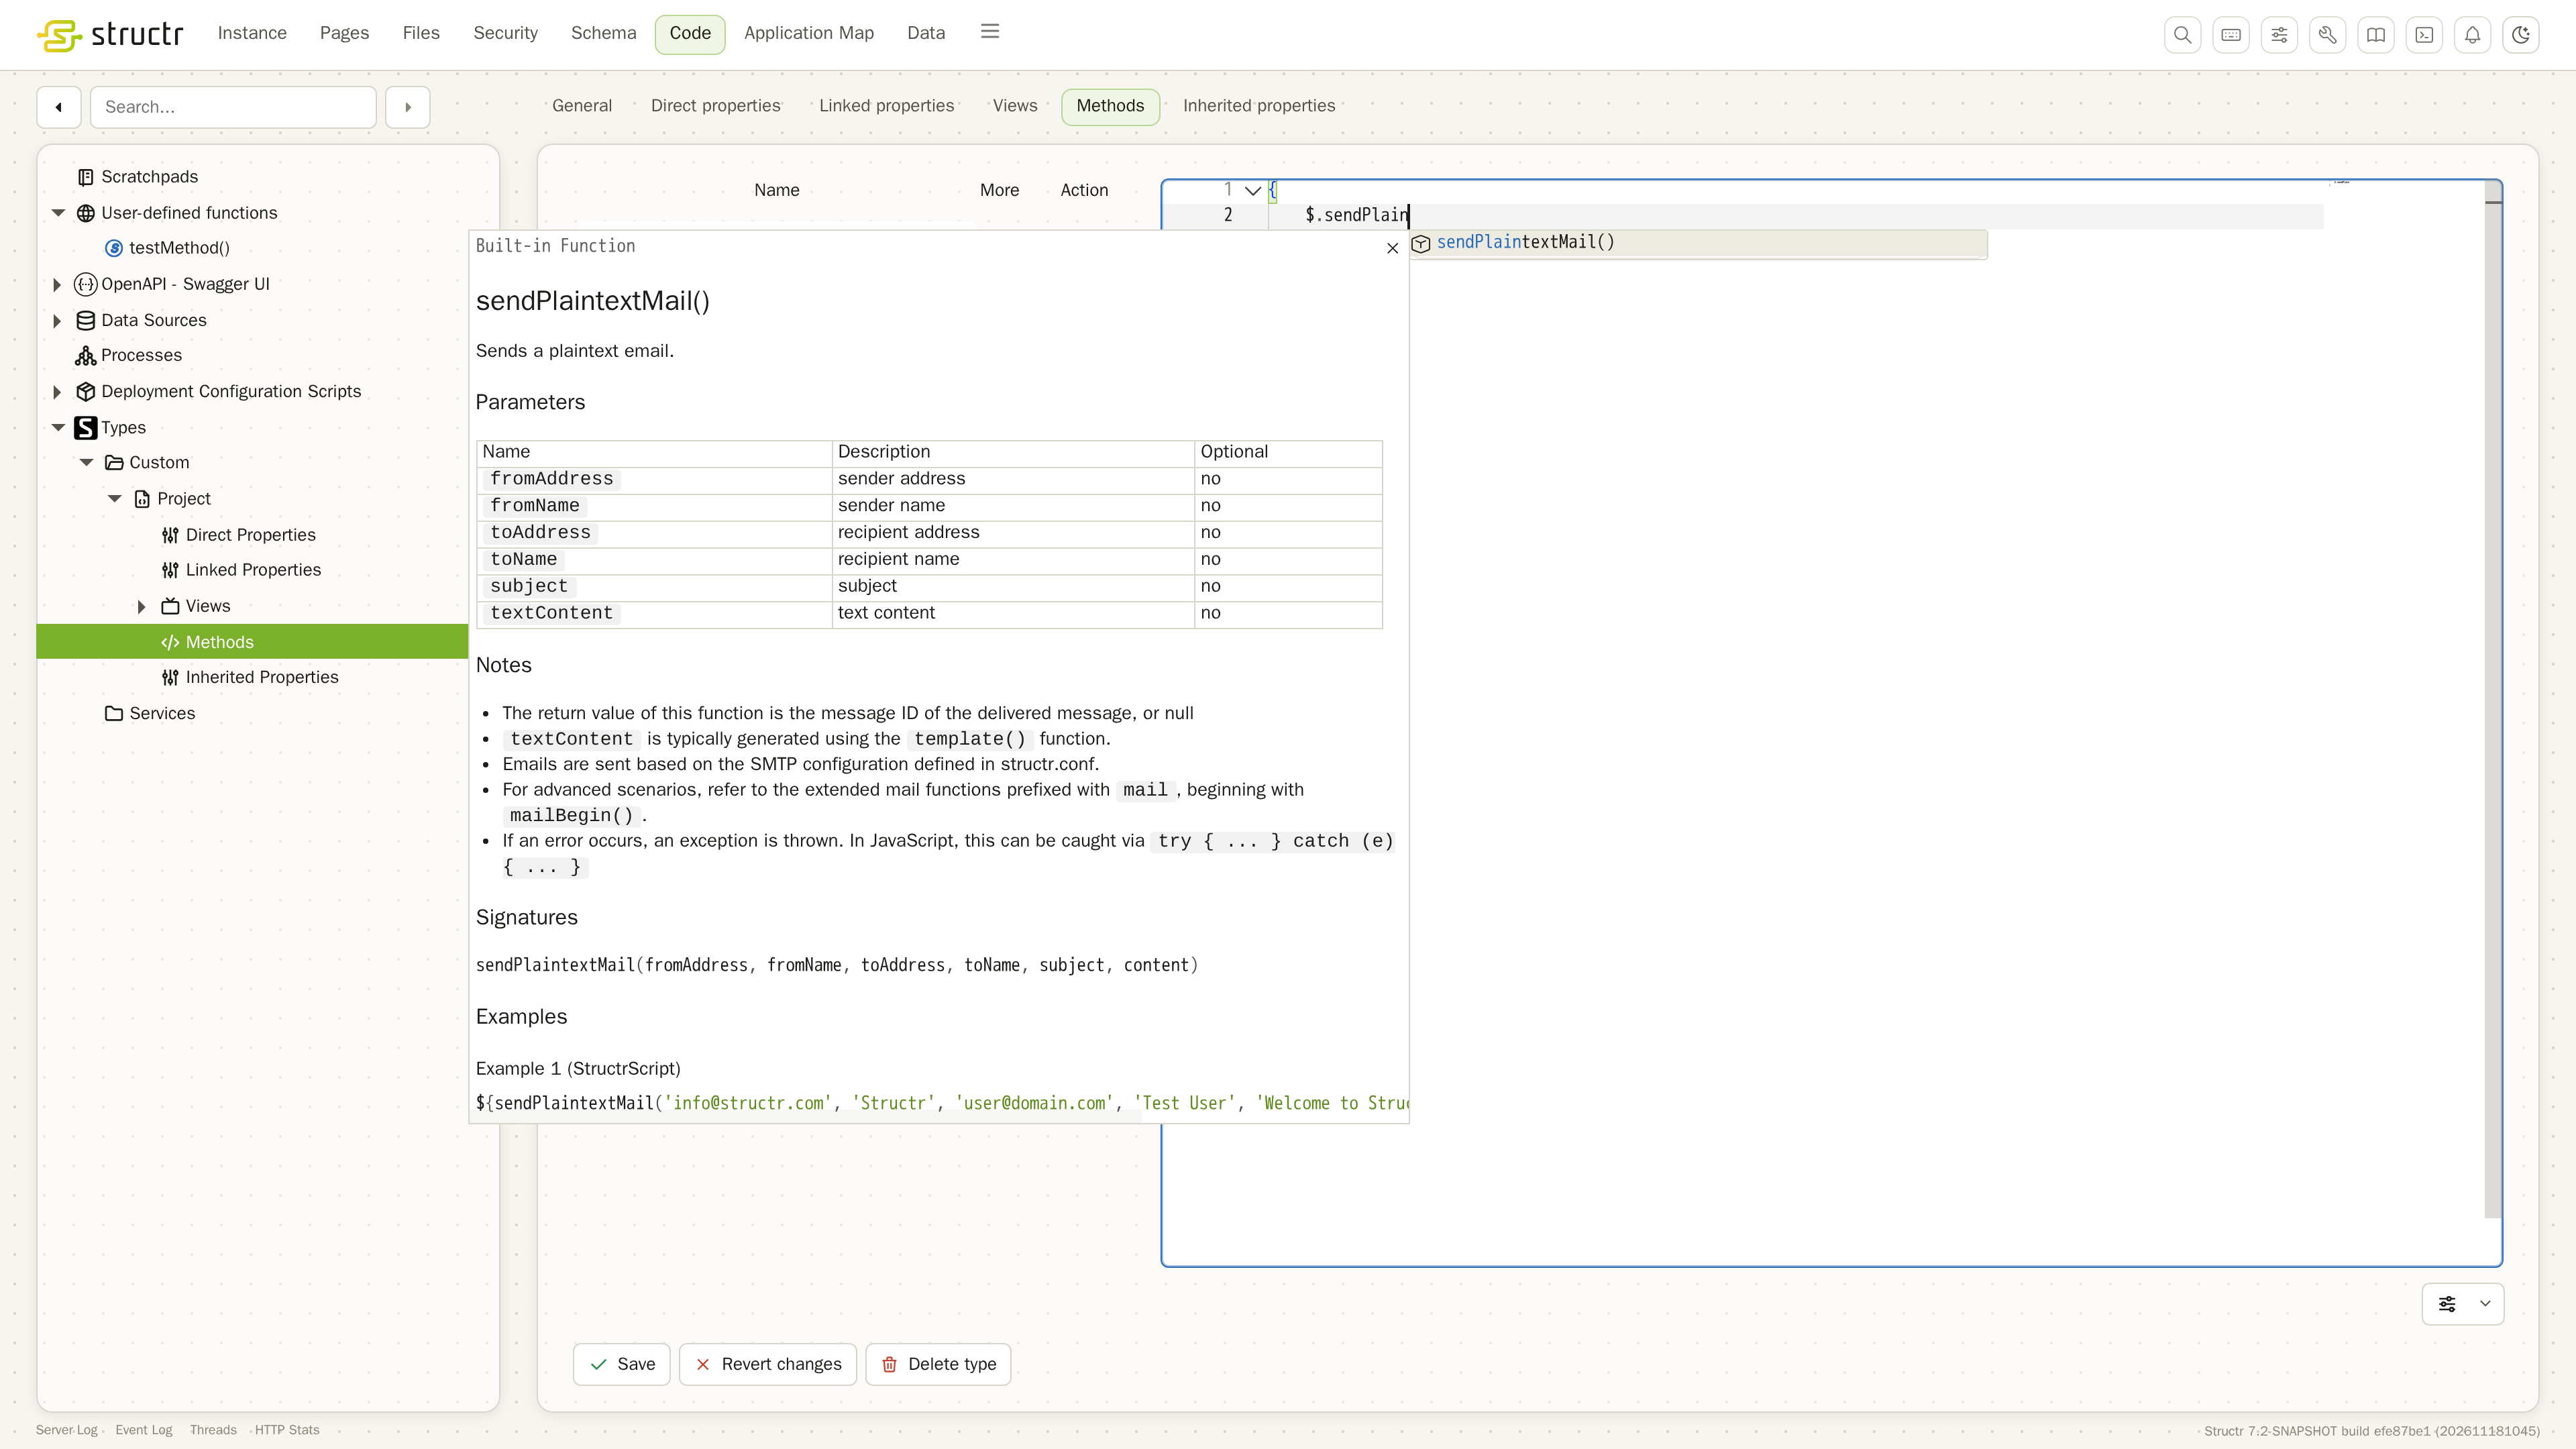 structr
Instance Pages Files Security Schema Code Application Map Data
Search...
General Direct properties Linked properties Views Methods Inherited properties
Scratchpads
User-defined functions
testMethod()
OpenAPI - Swagger UI
Data Sources
Processes
Deployment Configuration Scripts
Types
Custom
Project
Direct Properties
Linked Properties
Views
Methods
Inherited Properties
Services
Name More Action
1 {
2 $.sendPlain
sendPlaintextMail()
Built-in Function
sendPlaintextMail()
Sends a plaintext email.
Parameters
Name Description Optional
fromAddress sender address no
fromName sender name no
toAddress recipient address no
toName recipient name no
subject subject no
textContent text content no
Notes
• The return value of this function is the message ID of the delivered message, or null
• textContent is typically generated using the template() function.
• Emails are sent based on the SMTP configuration defined in structr.conf.
• For advanced scenarios, refer to the extended mail functions prefixed with mail , beginning with
mailBegin() .
• If an error occurs, an exception is thrown. In JavaScript, this can be caught via try { ... } catch (e)
{ ... }
Signatures
sendPlaintextMail(fromAddress, fromName, toAddress, toName, subject, content)
Examples
Example 1 (StructrScript)
${sendPlaintextMail('info@structr.com', 'Structr', 'user@domain.com', 'Test User', 'Welcome to Struc
Save Revert changes Delete type
Server Log Event Log Threads HTTP Stats
Structr 7.2-SNAPSHOT build efe87be1 (202611181045)